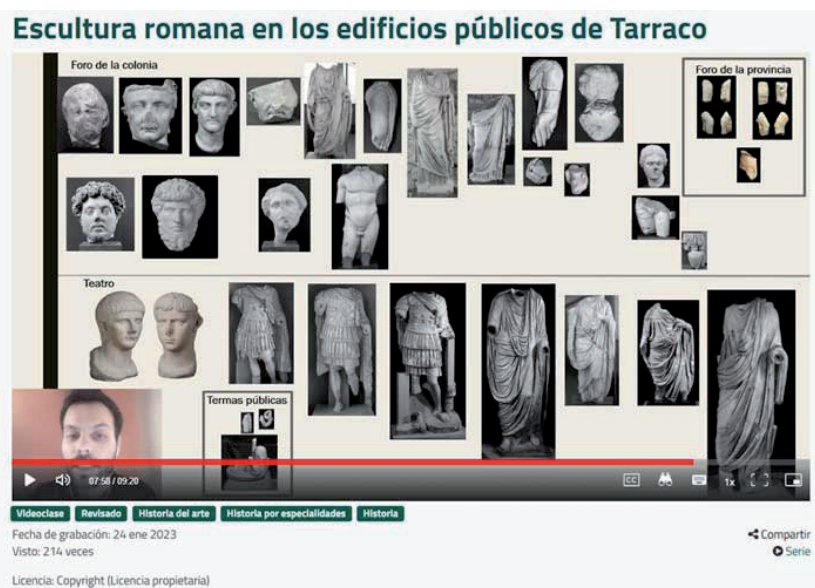 Escultura romana en los edificios públicos de Tarraco
Foro de la colonia
Foro de la provincia
Teatro
Termas públicas
07:58 / 09:20
CC
1x
Videoclase
Revisado
Historia del arte
Historia por especialidades
Historia
Fecha de grabación: 24 ene 2023
Compartir
Visto: 214 veces
Serie
Licencia: Copyright (Licencia propietaria)